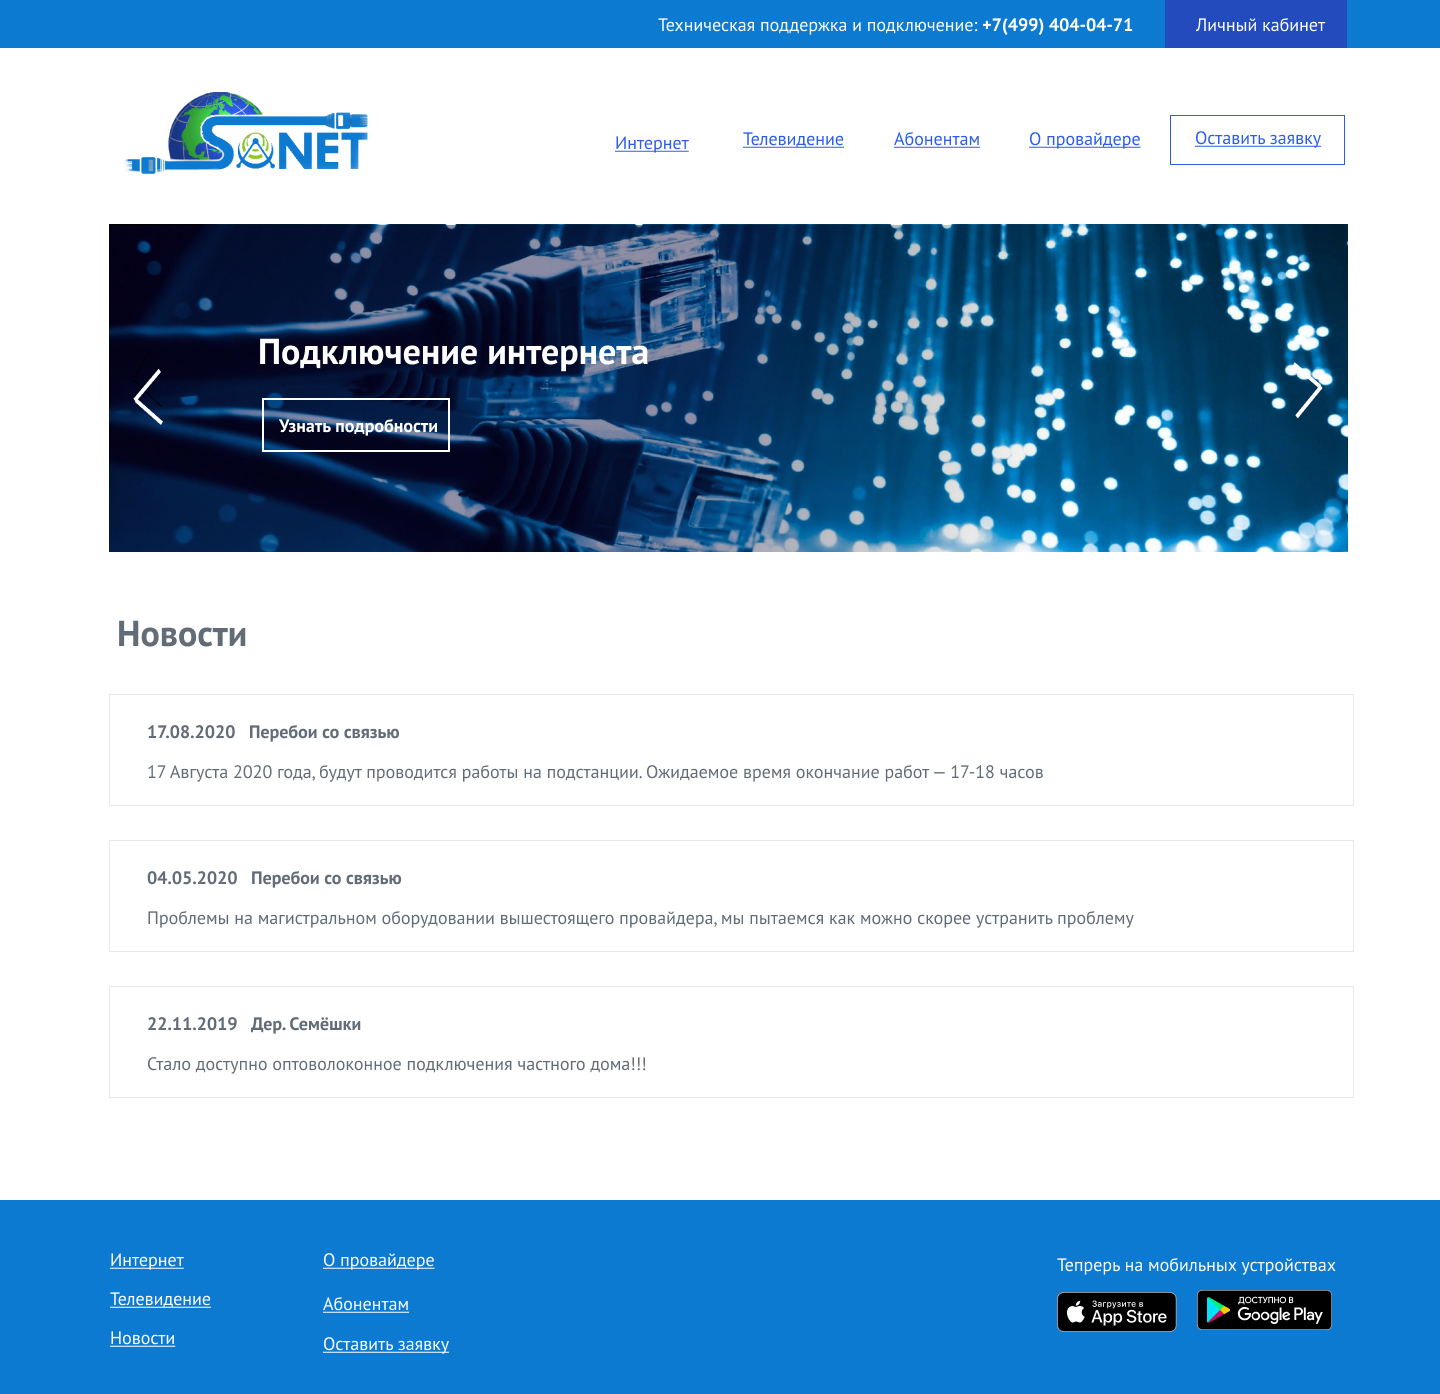 Техническая поддержка и подключение: +7(499) 404-04-71
Личный кабинет
SONET
Интернет
Телевидение
Абонентам
О провайдере
Оставить заявку
Подключение интернета
Узнать подробности
Новости
17.08.2020 Перебои со связью
17 Августа 2020 года, будут проводится работы на подстанции. Ожидаемое время окончание работ — 17-18 часов
04.05.2020 Перебои со связью
Проблемы на магистральном оборудовании вышестоящего провайдера, мы пытаемся как можно скорее устранить проблему
22.11.2019 Дер. Семёшки
Стало доступно оптоволоконное подключения частного дома!!!
Интернет
Телевидение
Новости
О провайдере
Абонентам
Оставить заявку
Тепрерь на мобильных устройствах
Загрузите в
App Store
ДОСТУПНО В
Google Play